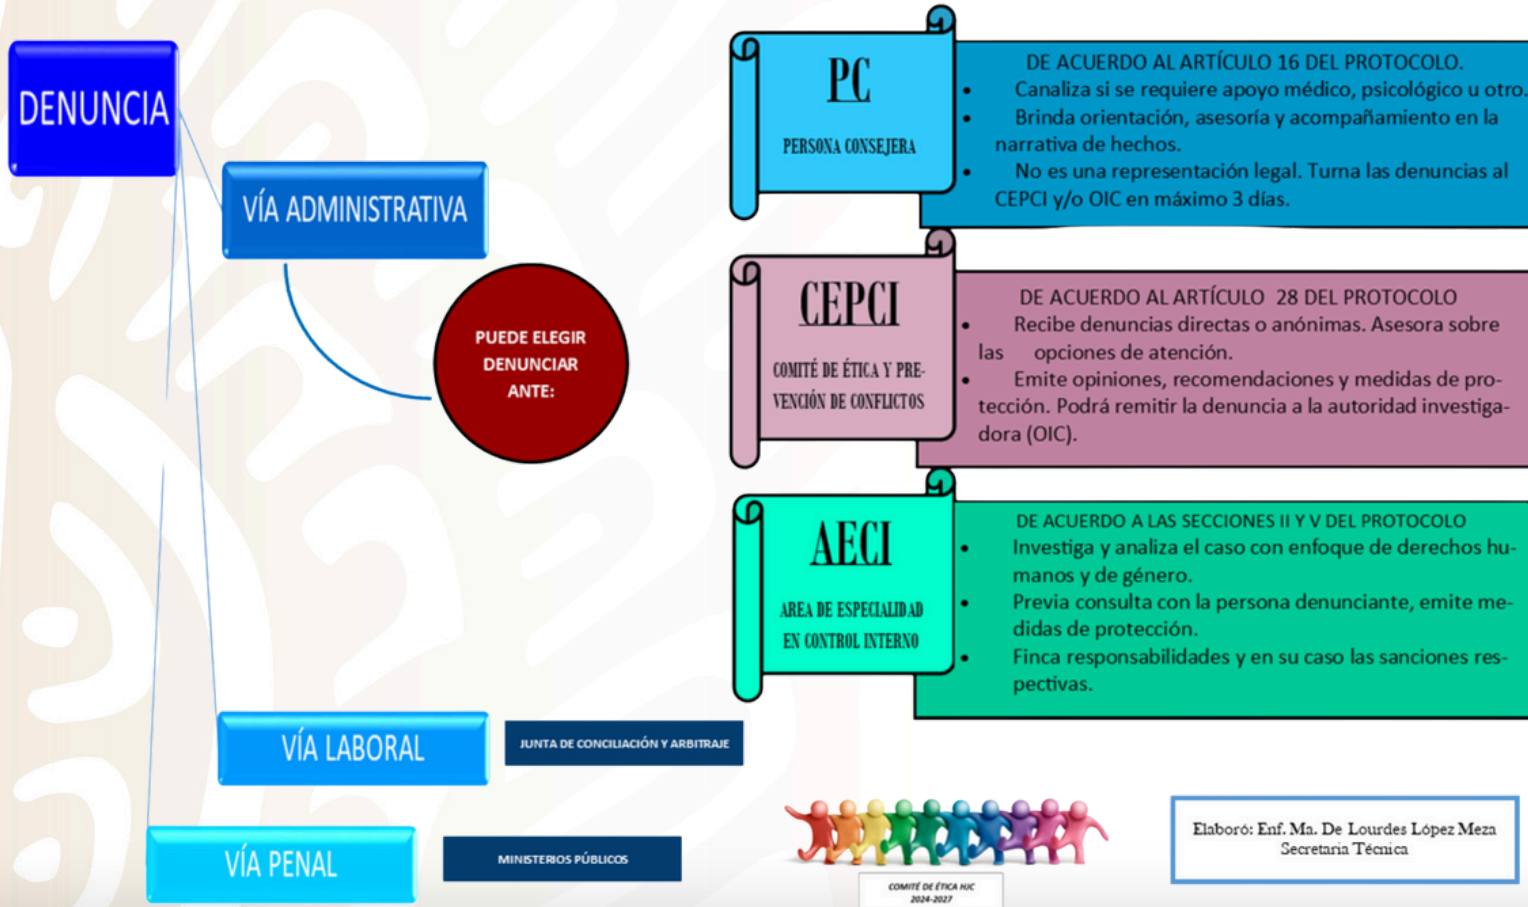 DENUNCIA
VÍA ADMINISTRATIVA
PUEDE ELEGIR
DENUNCIAR
ANTE:
PC
PERSONA CONSEJERA
DE ACUERDO AL ARTÍCULO 16 DEL PROTOCOLO.
• Canaliza si se requiere apoyo médico, psicológico u otro.
• Brinda orientación, asesoría y acompañamiento en la
narrativa de hechos.
• No es una representación legal. Turna las denuncias al
CEPCI y/o OIC en máximo 3 días.
CEPCI
COMITÉ DE ÉTICA Y PRE-
VENCIÓN DE CONFLICTOS
DE ACUERDO AL ARTÍCULO 28 DEL PROTOCOLO
• Recibe denuncias directas o anónimas. Asesora sobre
las opciones de atención.
• Emite opiniones, recomendaciones y medidas de pro-
tección. Podrá remitir la denuncia a la autoridad investiga-
dora (OIC).
AECI
AREA DE ESPECIALIDAD
EN CONTROL INTERNO
DE ACUERDO A LAS SECCIONES II Y V DEL PROTOCOLO
• Investiga y analiza el caso con enfoque de derechos hu-
manos y de género.
• Previa consulta con la persona denunciante, emite me-
didas de protección.
• Finca responsabilidades y en su caso las sanciones res-
pectivas.
VÍA LABORAL
JUNTA DE CONCILIACIÓN Y ARBITRAJE
VÍA PENAL
MINISTERIOS PÚBLICOS
COMITÉ DE ÉTICA HJC
2024-2027
Elaboró: Enf. Ma. De Lourdes López Meza
Secretaria Técnica